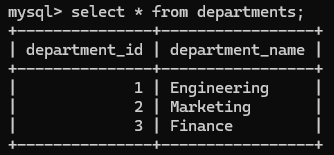 mysql> select * from departments;
+---------------+-----------------+
| department_id | department_name |
+---------------+-----------------+
|             1 | Engineering     |
|             2 | Marketing       |
|             3 | Finance         |
+---------------+-----------------+